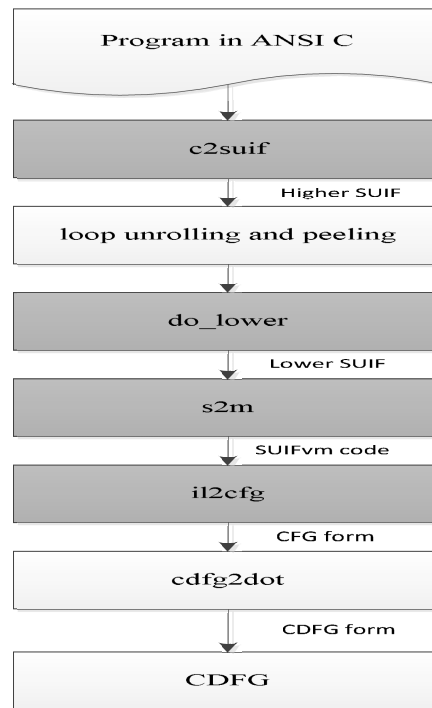 Program in ANSI C
c2suif
Higher SUIF
loop unrolling and peeling
do_lower
Lower SUIF
s2m
SUIFvm code
il2cfg
CFG form
cdfg2dot
CDFG form
CDFG